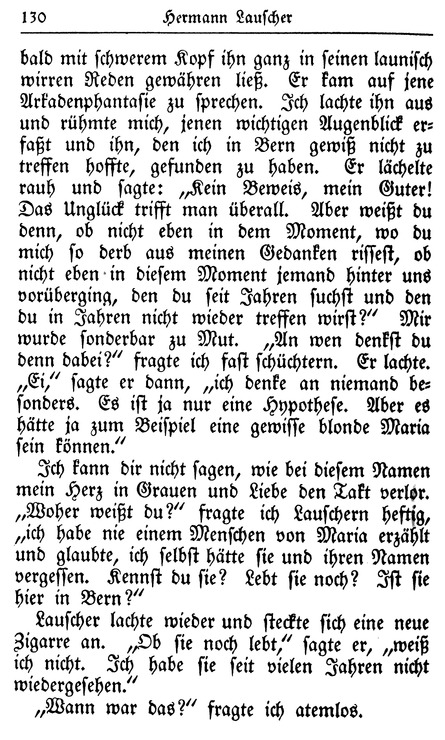 130 Hermann Lauscher
bald mit schwerem Kopf ihn ganz in seinen launisch
wirren Reden gewähren ließ. Er kam auf jene
Arkadenphantasie zu sprechen. Ich lachte ihn aus
und rühmte mich, jenen wichtigen Augenblick er-
faßt und ihn, den ich in Bern gewiß nicht zu
treffen hoffte, gefunden zu haben. Er lächelte
rauh und sagte: „Kein Beweis, mein Guter!
Das Unglück trifft man überall. Aber weißt du
denn, ob nicht eben in dem Moment, wo du
mich so derb aus meinen Gedanken rissest, ob
nicht eben in diesem Moment jemand hinter uns
vorüberging, den du seit Jahren suchst und den
du in Jahren nicht wieder treffen wirst?“ Mir
wurde sonderbar zu Mut. „An wen denkst du
denn dabei?“ fragte ich fast schüchtern. Er lachte.
„Ei,“ sagte er dann, „ich denke an niemand be-
sonders. Es ist ja nur eine Hypothese. Aber es
hätte ja zum Beispiel eine gewisse blonde Maria
sein können.“
Ich kann dir nicht sagen, wie bei diesem Namen
mein Herz in Grauen und Liebe den Takt verlor.
„Woher weißt du?“ fragte ich Lauschern heftig,
„ich habe nie einem Menschen von Maria erzählt
und glaubte, ich selbst hätte sie und ihren Namen
vergessen. Kennst du sie? Lebt sie noch? Ist sie
hier in Bern?“
Lauscher lachte wieder und steckte sich eine neue
Zigarre an. „Ob sie noch lebt,“ sagte er, „weiß
ich nicht. Ich habe sie seit vielen Jahren nicht
wiedergesehen.“
„Wann war das?“ fragte ich atemlos.